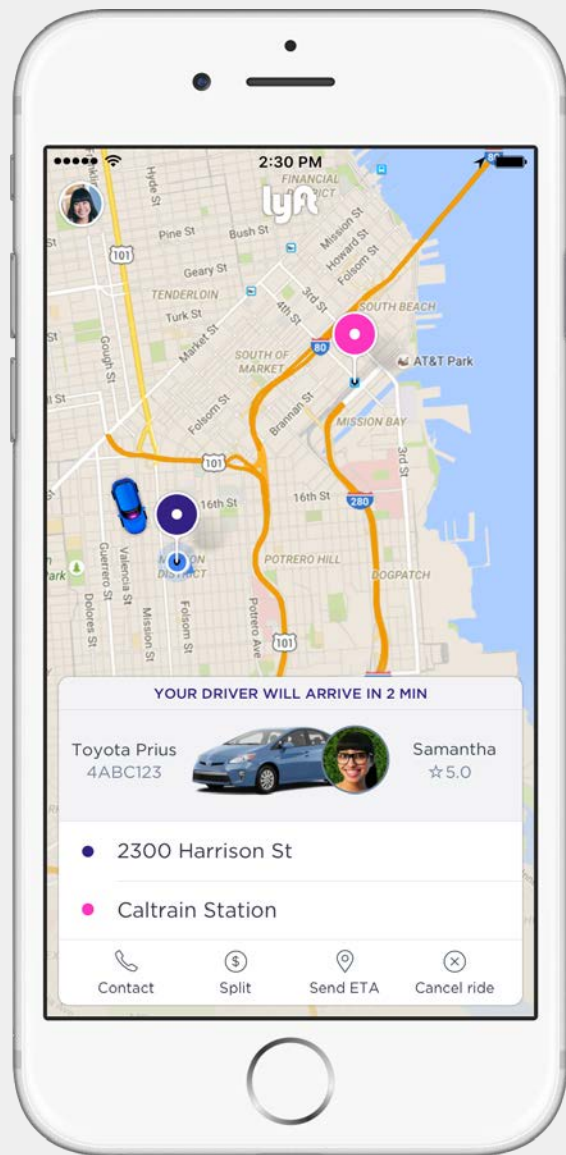 2:30 PM
80
Hyde St
FINANCIAL
DISTRICT
lyft
Pine St
Bush St
Mission St
Howard St
Folsom St
101
Geary St
TENDERLOIN
Turk St
3rd St
4th St
SOUTH BEACH
Market St
Gough St
80
SOUTH OF
MARKET
AT&T Park
Folsom St
Brannan St
MISSION BAY
3rd St
101
16th St
16th St
280
MISSION
DISTRICT
POTRERO HILL
DOGPATCH
Guerrero St
Valencia St
Dolores St
Mission St
Folsom St
Potrero Ave
101
YOUR DRIVER WILL ARRIVE IN 2 MIN
Toyota Prius
4ABC123
Samantha
☆5.0
2300 Harrison St
Caltrain Station
Contact
Split
Send ETA
Cancel ride